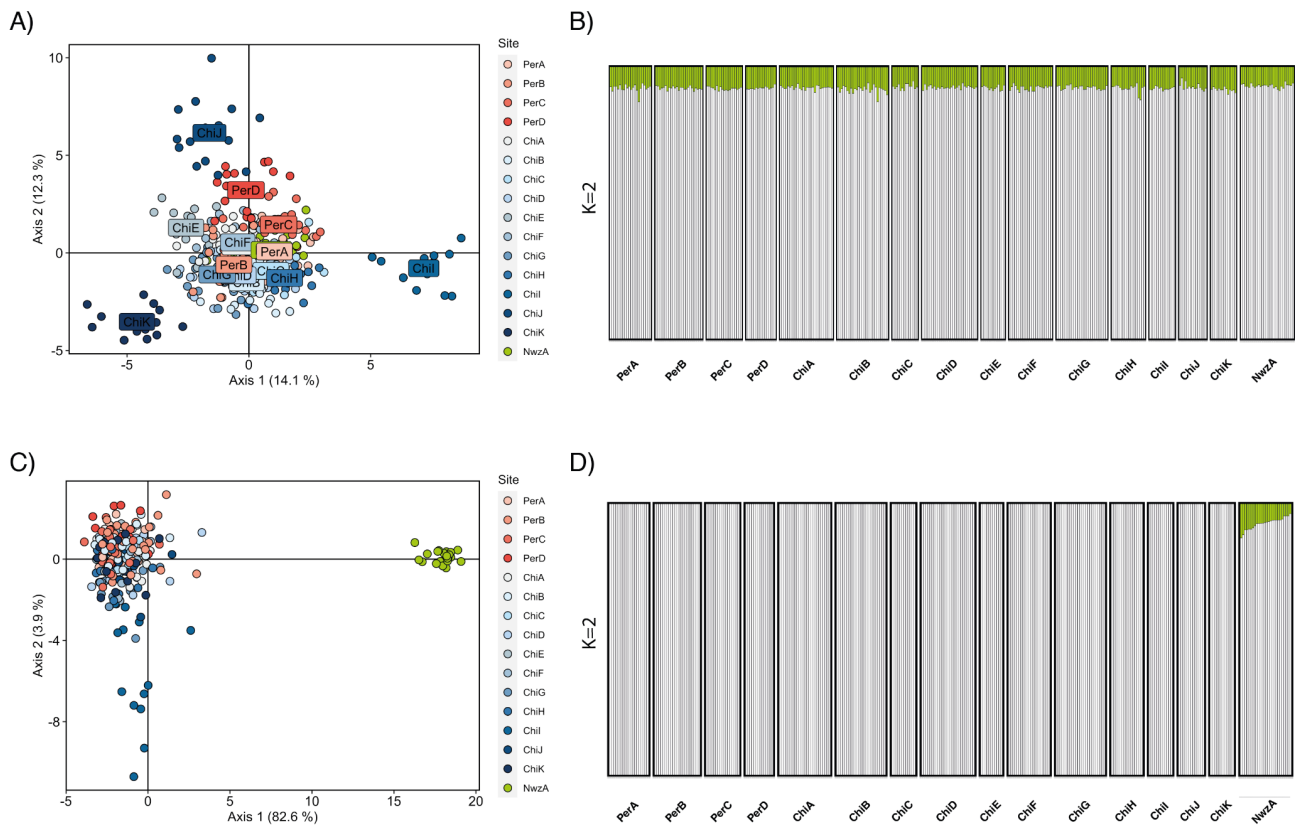 A)
Axis 2 (12.3 %)
10
5
0
-5
-5
0
5
Axis 1 (14.1 %)
ChiJ
PerD
ChiE
PerC
ChiF
PerA
PerB
ChiG
ChiH
ChiI
ChiK
Site
PerA
PerB
PerC
PerD
ChiA
ChiB
ChiC
ChiD
ChiE
ChiF
ChiG
ChiH
ChiI
ChiJ
ChiK
NwzA
B)
K=2
PerA PerB PerC PerD ChiA ChiB ChiC ChiD ChiE ChiF ChiG ChiH ChiI ChiJ ChiK NwzA
C)
Axis 2 (3.9 %)
0
-4
-8
-5 0 5 10 15 20
Axis 1 (82.6 %)
Site
PerA
PerB
PerC
PerD
ChiA
ChiB
ChiC
ChiD
ChiE
ChiF
ChiG
ChiH
ChiI
ChiJ
ChiK
NwzA
D)
K=2
PerA PerB PerC PerD ChiA ChiB ChiC ChiD ChiE ChiF ChiG ChiH ChiI ChiJ ChiK NwzA